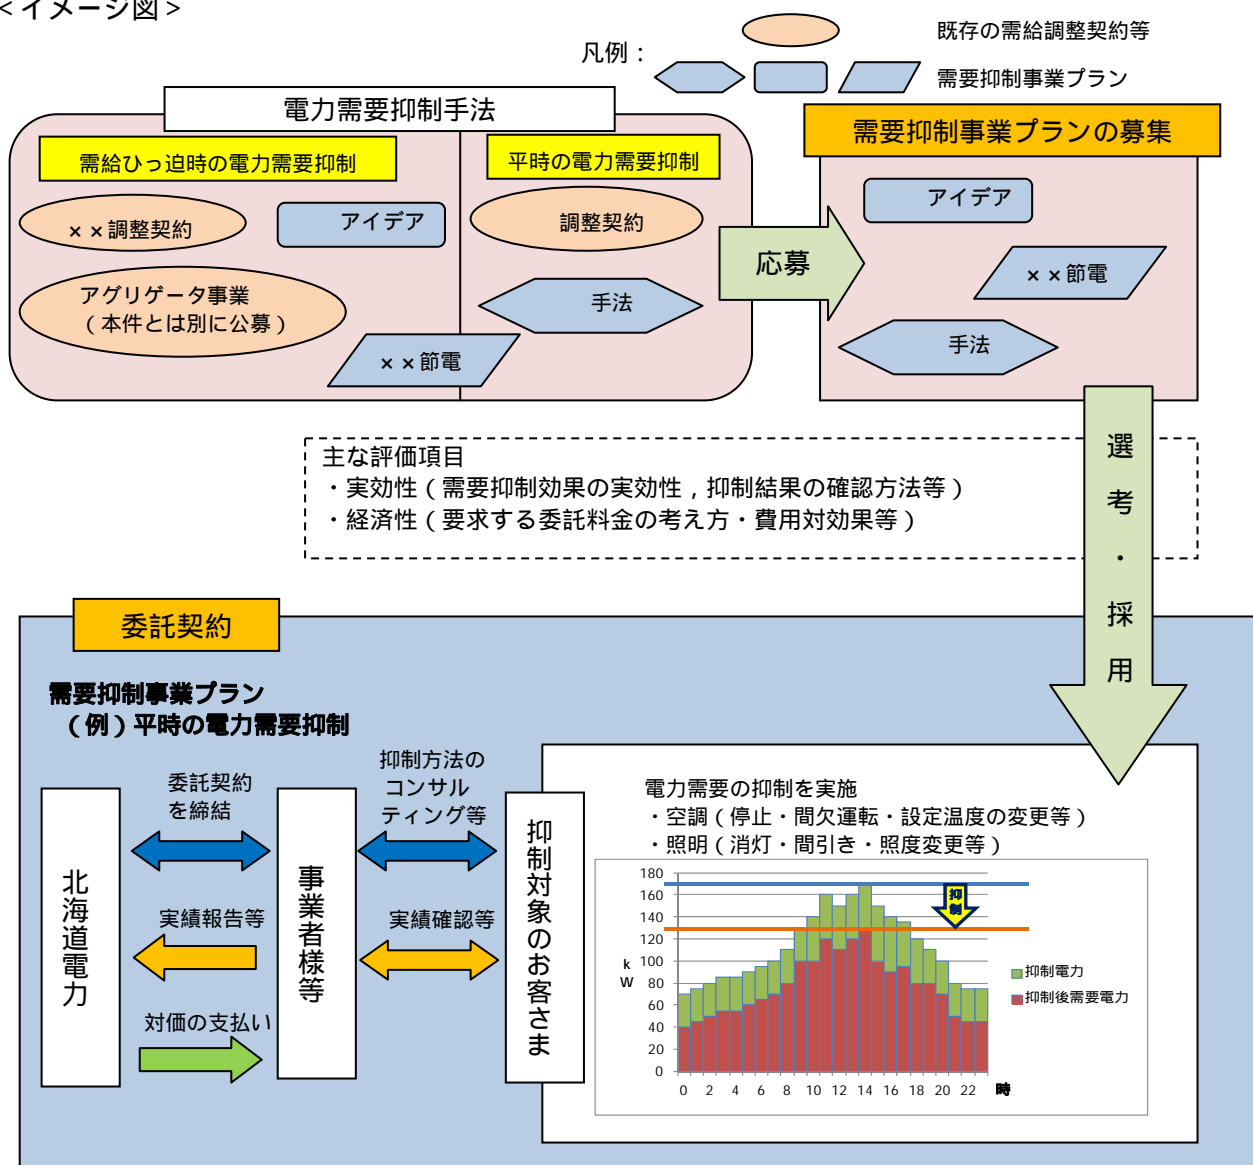 ＜イメージ図＞
凡例：
既存の需給調整契約等
需要抑制事業プラン
電力需要抑制手法
需給ひっ迫時の電力需要抑制
平時の電力需要抑制
××調整契約
アイデア
調整契約
アグリゲータ事業
（本件とは別に公募）
手法
××節電
応募
需要抑制事業プランの募集
アイデア
××節電
手法
選考・採用
主な評価項目
・実効性（需要抑制効果の実効性，抑制結果の確認方法等）
・経済性（要求する委託料金の考え方・費用対効果等）
委託契約
需要抑制事業プラン
（例）平時の電力需要抑制
北海道電力
委託契約
を締結
実績報告等
対価の支払い
事業者様等
抑制方法の
コンサル
ティング等
実績確認等
抑制対象のお客さま
電力需要の抑制を実施
・空調（停止・間欠運転・設定温度の変更等）
・照明（消灯・間引き・照度変更等）
180
160
140
120
100
80
60
40
20
0
kW
抑制
抑制電力
抑制後需要電力
0 2 4 6 8 10 12 14 16 18 20 22 時